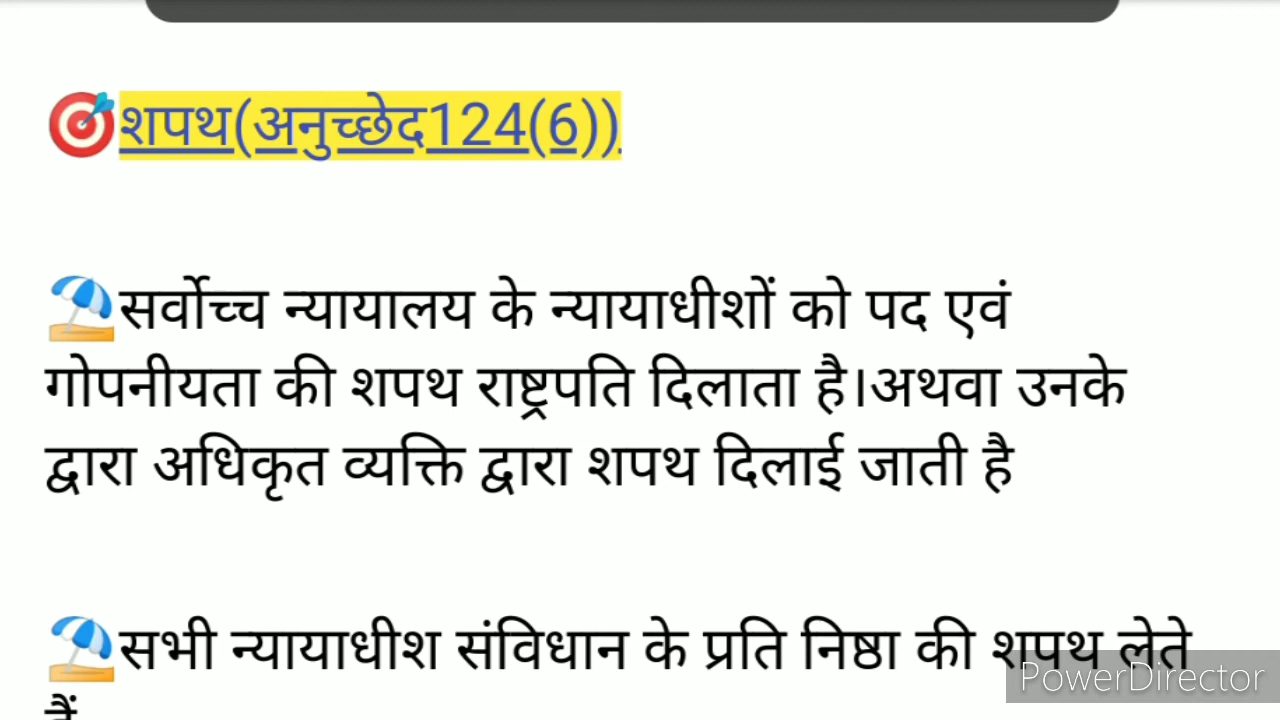 🎯शपथ(अनुच्छेद124(6))
⛱️सर्वोच्च न्यायालय के न्यायाधीशों को पद एवं
गोपनीयता की शपथ राष्ट्रपति दिलाता है।अथवा उनके
द्वारा अधिकृत व्यक्ति द्वारा शपथ दिलाई जाती है
⛱️सभी न्यायाधीश संविधान के प्रति निष्ठा की शपथ लेते
हैं
PowerDirector